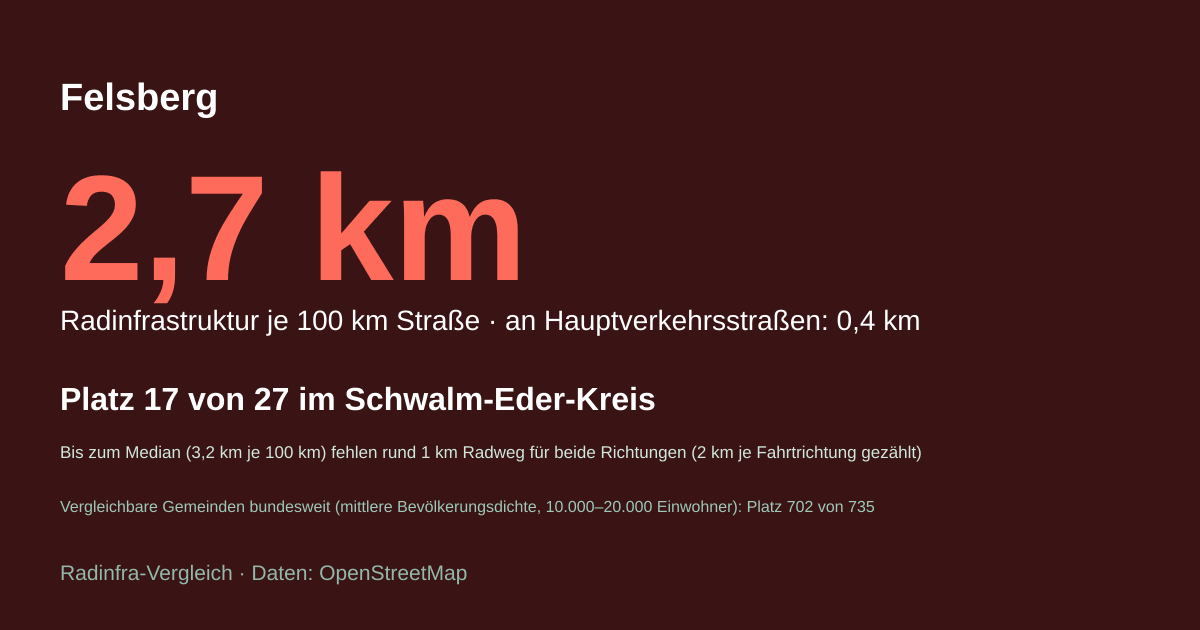 Felsberg
2,7 km
Radinfrastruktur je 100 km Straße · an Hauptverkehrsstraßen: 0,4 km
Platz 17 von 27 im Schwalm-Eder-Kreis
Bis zum Median (3,2 km je 100 km) fehlen rund 1 km Radweg für beide Richtungen (2 km je Fahrtrichtung gezählt)
Vergleichbare Gemeinden bundesweit (mittlere Bevölkerungsdichte, 10.000–20.000 Einwohner): Platz 702 von 735
Radinfra-Vergleich · Daten: OpenStreetMap